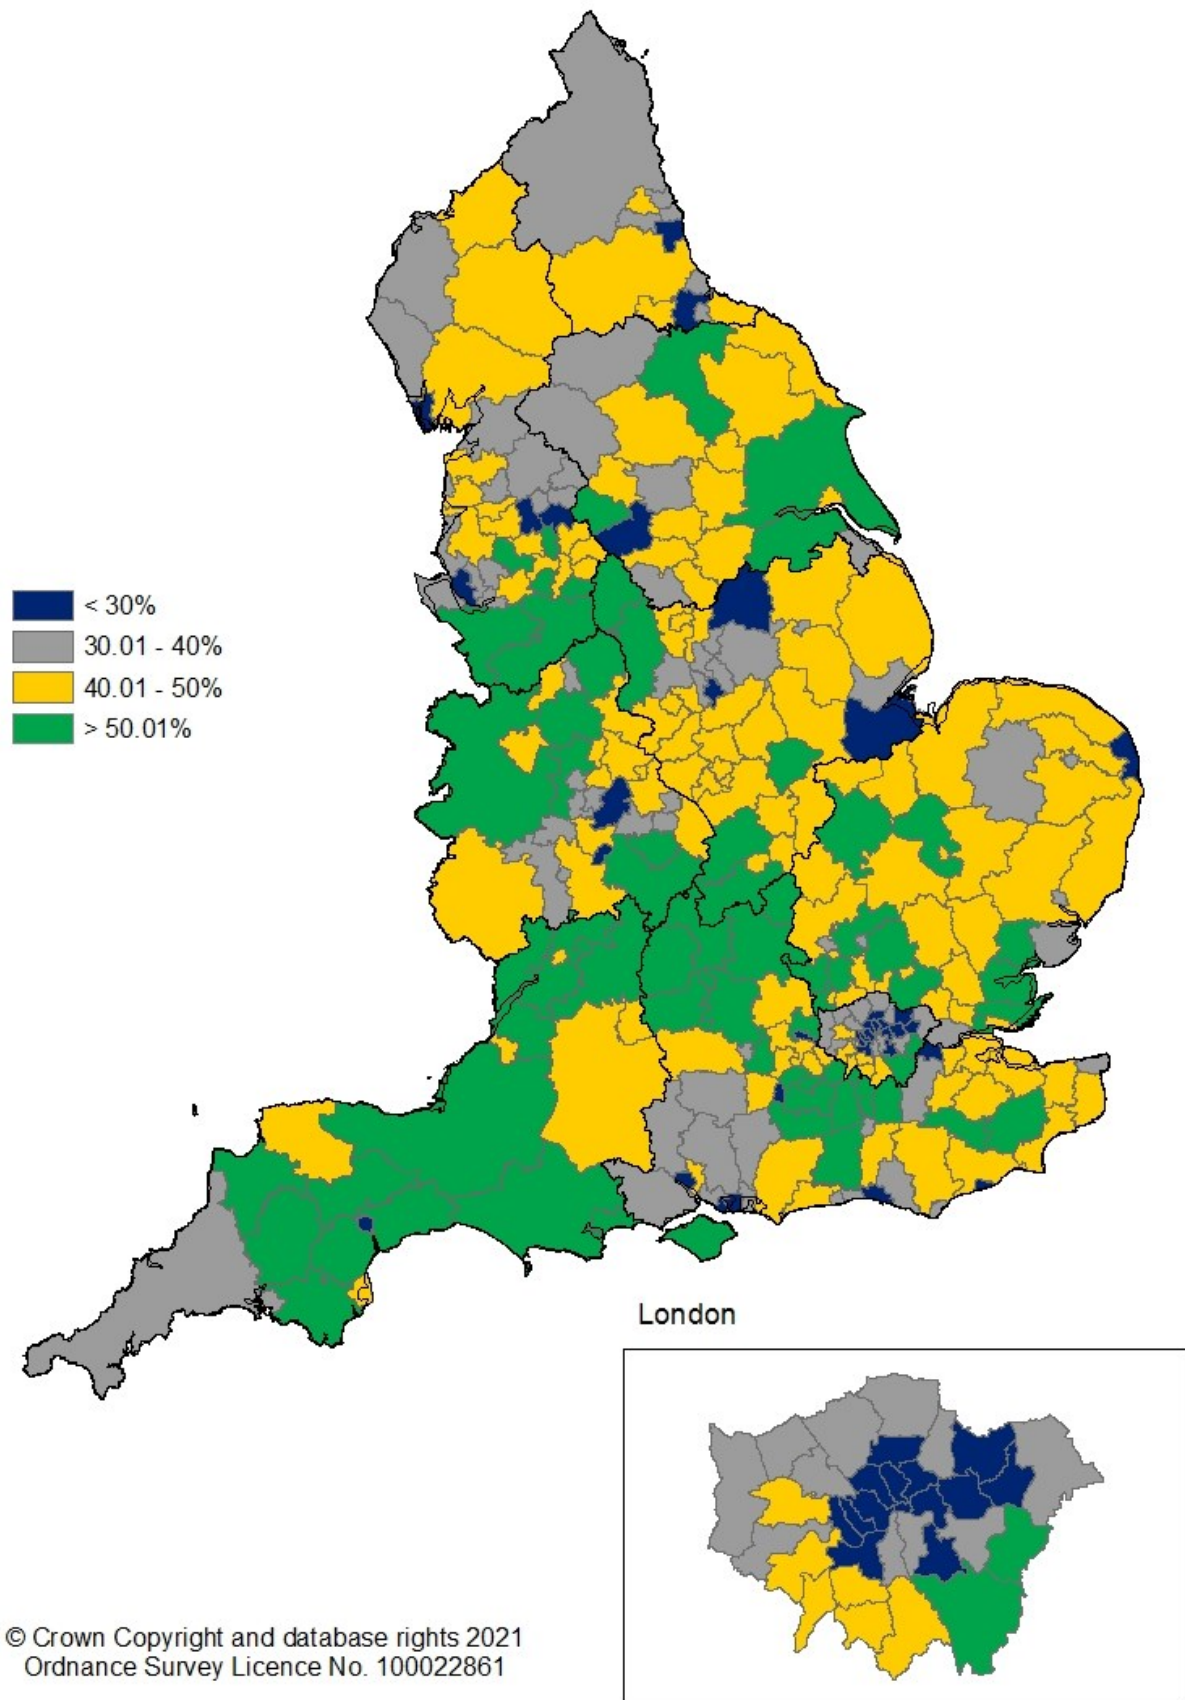 < 30%
30.01 - 40%
40.01 - 50%
> 50.01%
London
© Crown Copyright and database rights 2021
Ordnance Survey Licence No. 100022861